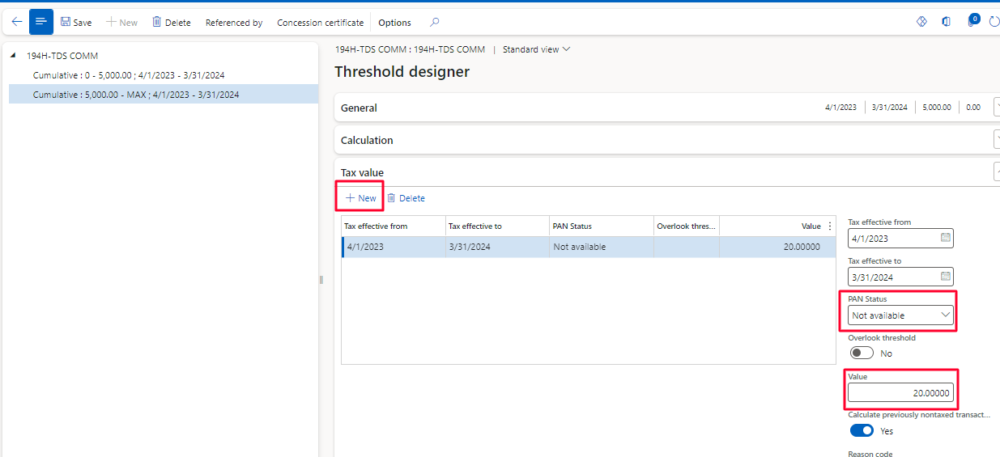 Save New Delete Referenced by Concession certificate Options 0
194H-TDS COMM
Cumulative : 0 - 5,000.00 ; 4/1/2023 - 3/31/2024
Cumulative : 5,000.00 - MAX ; 4/1/2023 - 3/31/2024
194H-TDS COMM : 194H-TDS COMM | Standard view
Threshold designer
General 4/1/2023 3/31/2024 5,000.00 0.00
Calculation
Tax value
New Delete
Tax effective from Tax effective to PAN Status Overlook thres... Value
4/1/2023 3/31/2024 Not available 20.00000
Tax effective from
4/1/2023
Tax effective to
3/31/2024
PAN Status
Not available
Overlook threshold
No
Value
20.00000
Calculate previously nontaxed transact...
Yes
Reason code